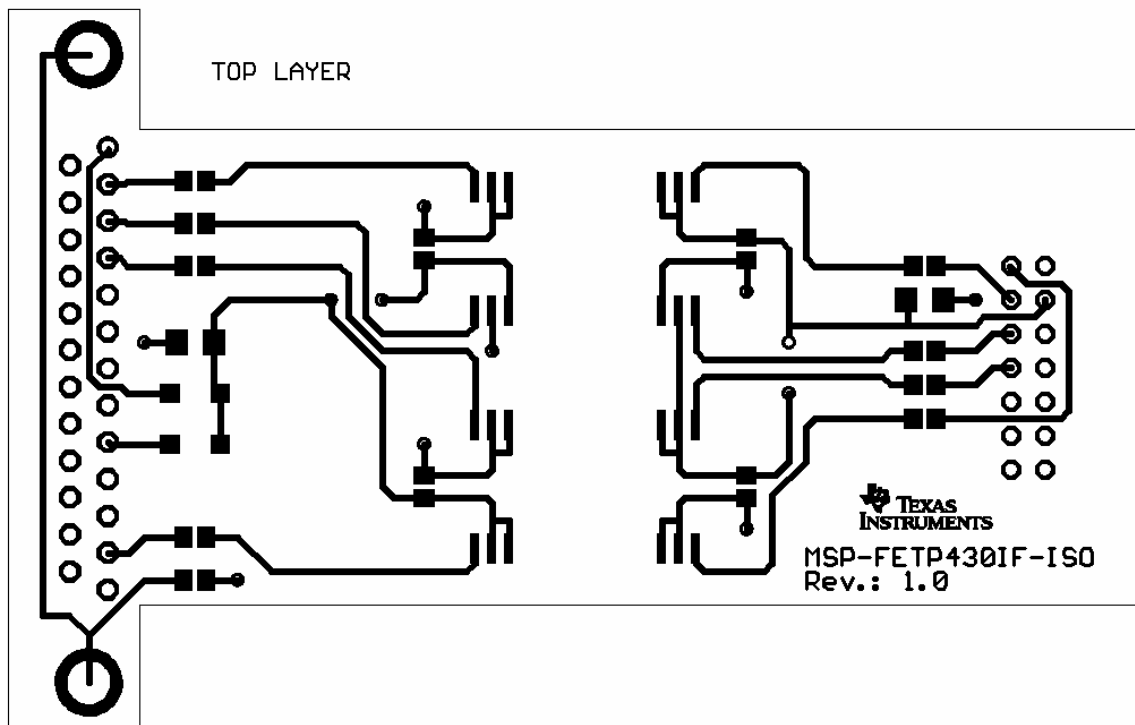 TOP LAYER
TEXAS
INSTRUMENTS
MSP-FETP430IF-ISO
Rev.: 1.0